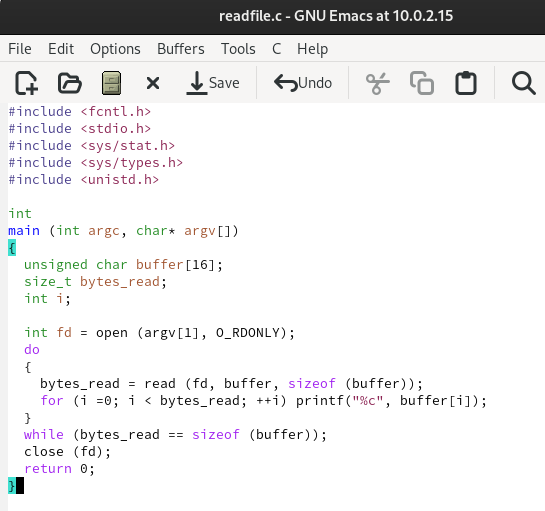 readfile.c - GNU Emacs at 10.0.2.15
File Edit Options Buffers Tools C Help
Save Undo
#include <fcntl.h>
#include <stdio.h>
#include <sys/stat.h>
#include <sys/types.h>
#include <unistd.h>

int
main (int argc, char* argv[])
{
  unsigned char buffer[16];
  size_t bytes_read;
  int i;

  int fd = open (argv[1], O_RDONLY);
  do
  {
    bytes_read = read (fd, buffer, sizeof (buffer));
    for (i =0; i < bytes_read; ++i) printf("%c", buffer[i]);
  }
  while (bytes_read == sizeof (buffer));
  close (fd);
  return 0;
}